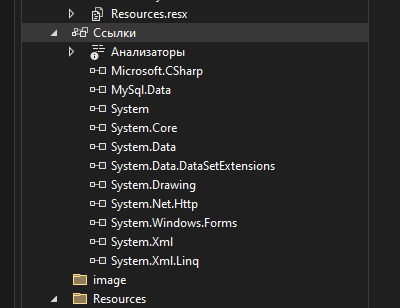 Resources.resx
Ссылки
Анализаторы
Microsoft.CSharp
MySql.Data
System
System.Core
System.Data
System.Data.DataSetExtensions
System.Drawing
System.Net.Http
System.Windows.Forms
System.Xml
System.Xml.Linq
image
Resources